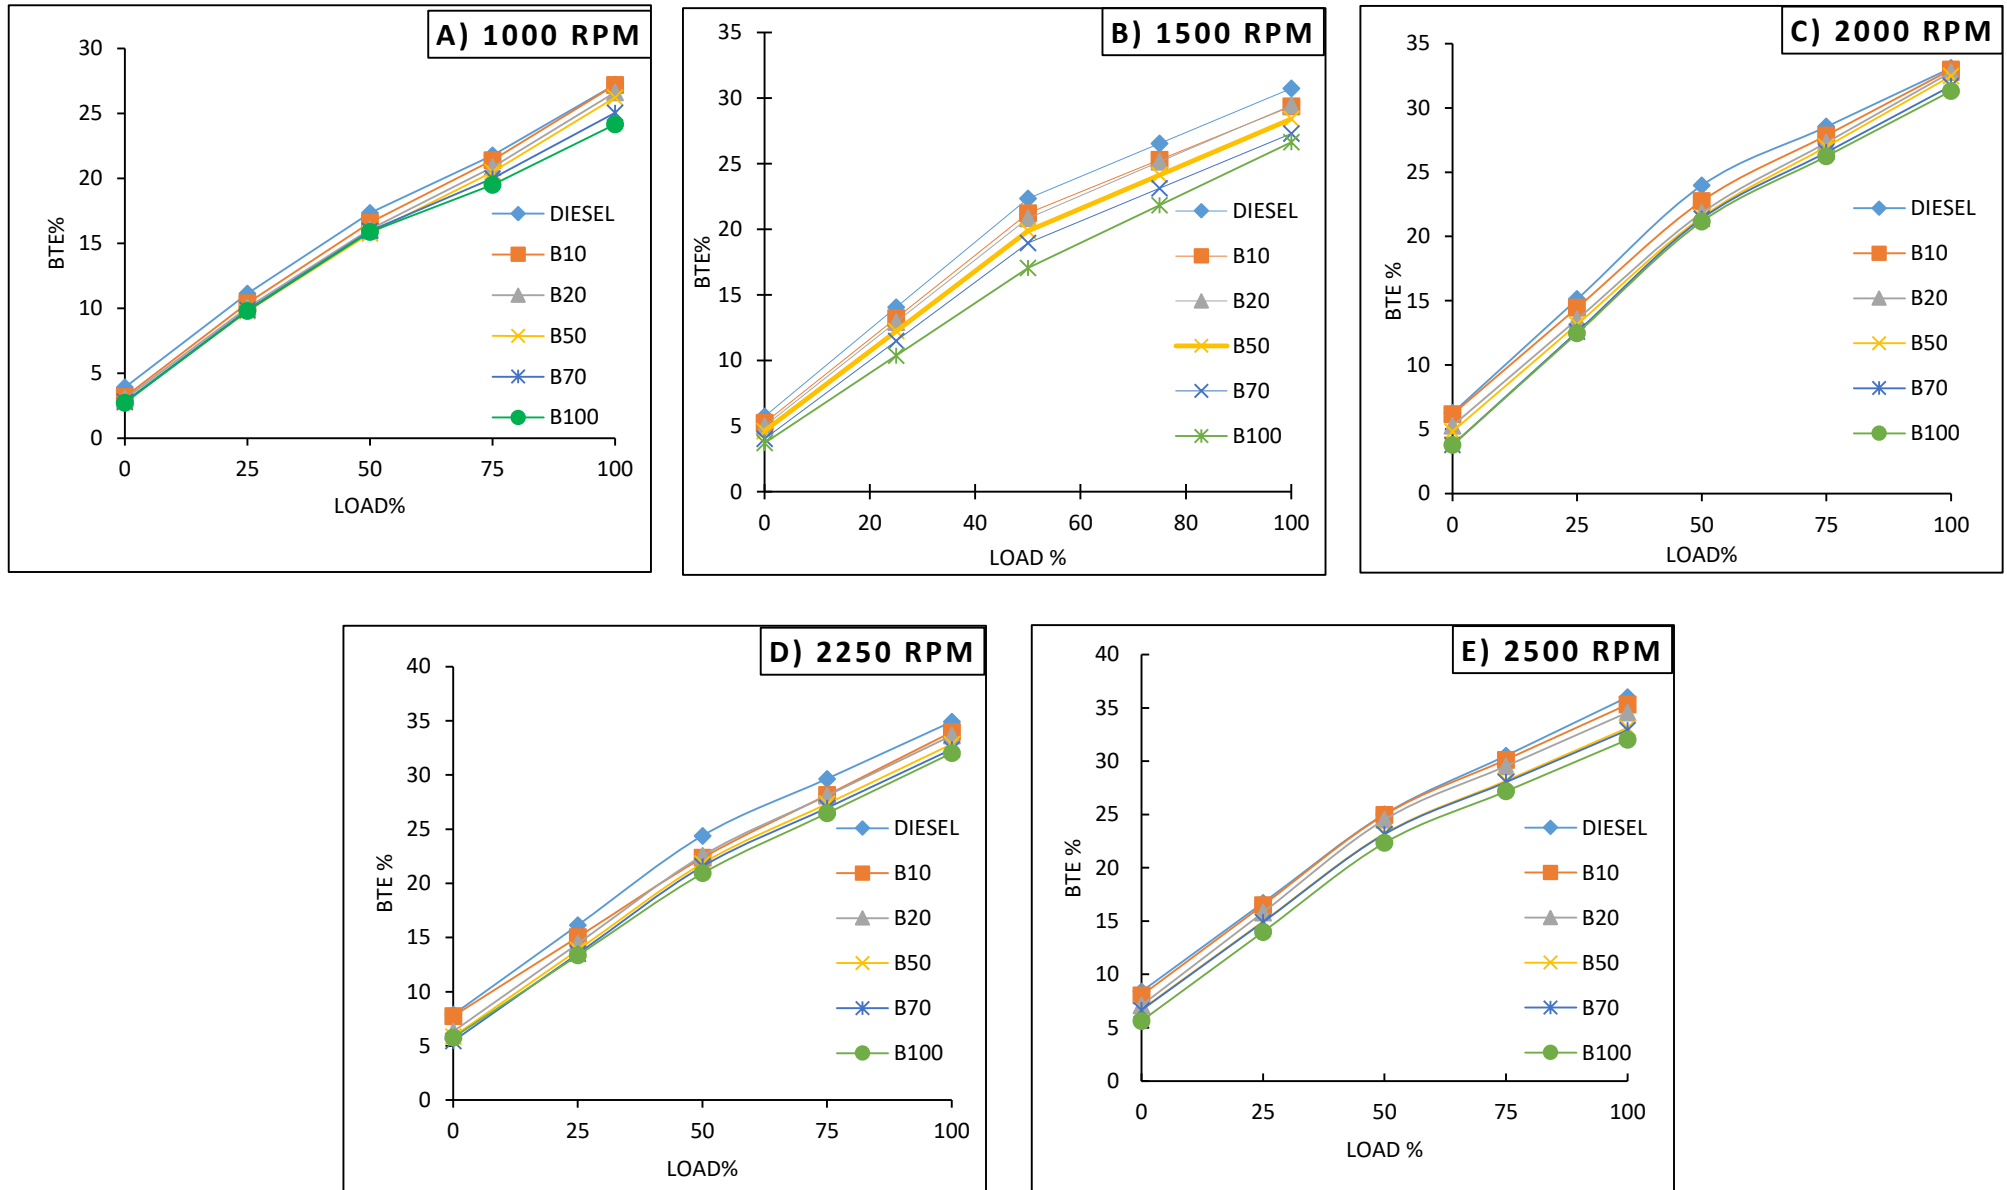 A) 1000 RPM
30
25
20
15
10
5
0
BTE%
0 25 50 75 100
LOAD%
DIESEL
B10
B20
B50
B70
B100
B) 1500 RPM
35
30
25
20
15
10
5
0
BTE%
0 20 40 60 80 100
LOAD %
DIESEL
B10
B20
B50
B70
B100
C) 2000 RPM
35
30
25
20
15
10
5
0
BTE %
0 25 50 75 100
LOAD%
DIESEL
B10
B20
B50
B70
B100
D) 2250 RPM
40
35
30
25
20
15
10
5
0
BTE %
0 25 50 75 100
LOAD%
DIESEL
B10
B20
B50
B70
B100
E) 2500 RPM
40
35
30
25
20
15
10
5
0
BTE %
0 25 50 75 100
LOAD %
DIESEL
B10
B20
B50
B70
B100